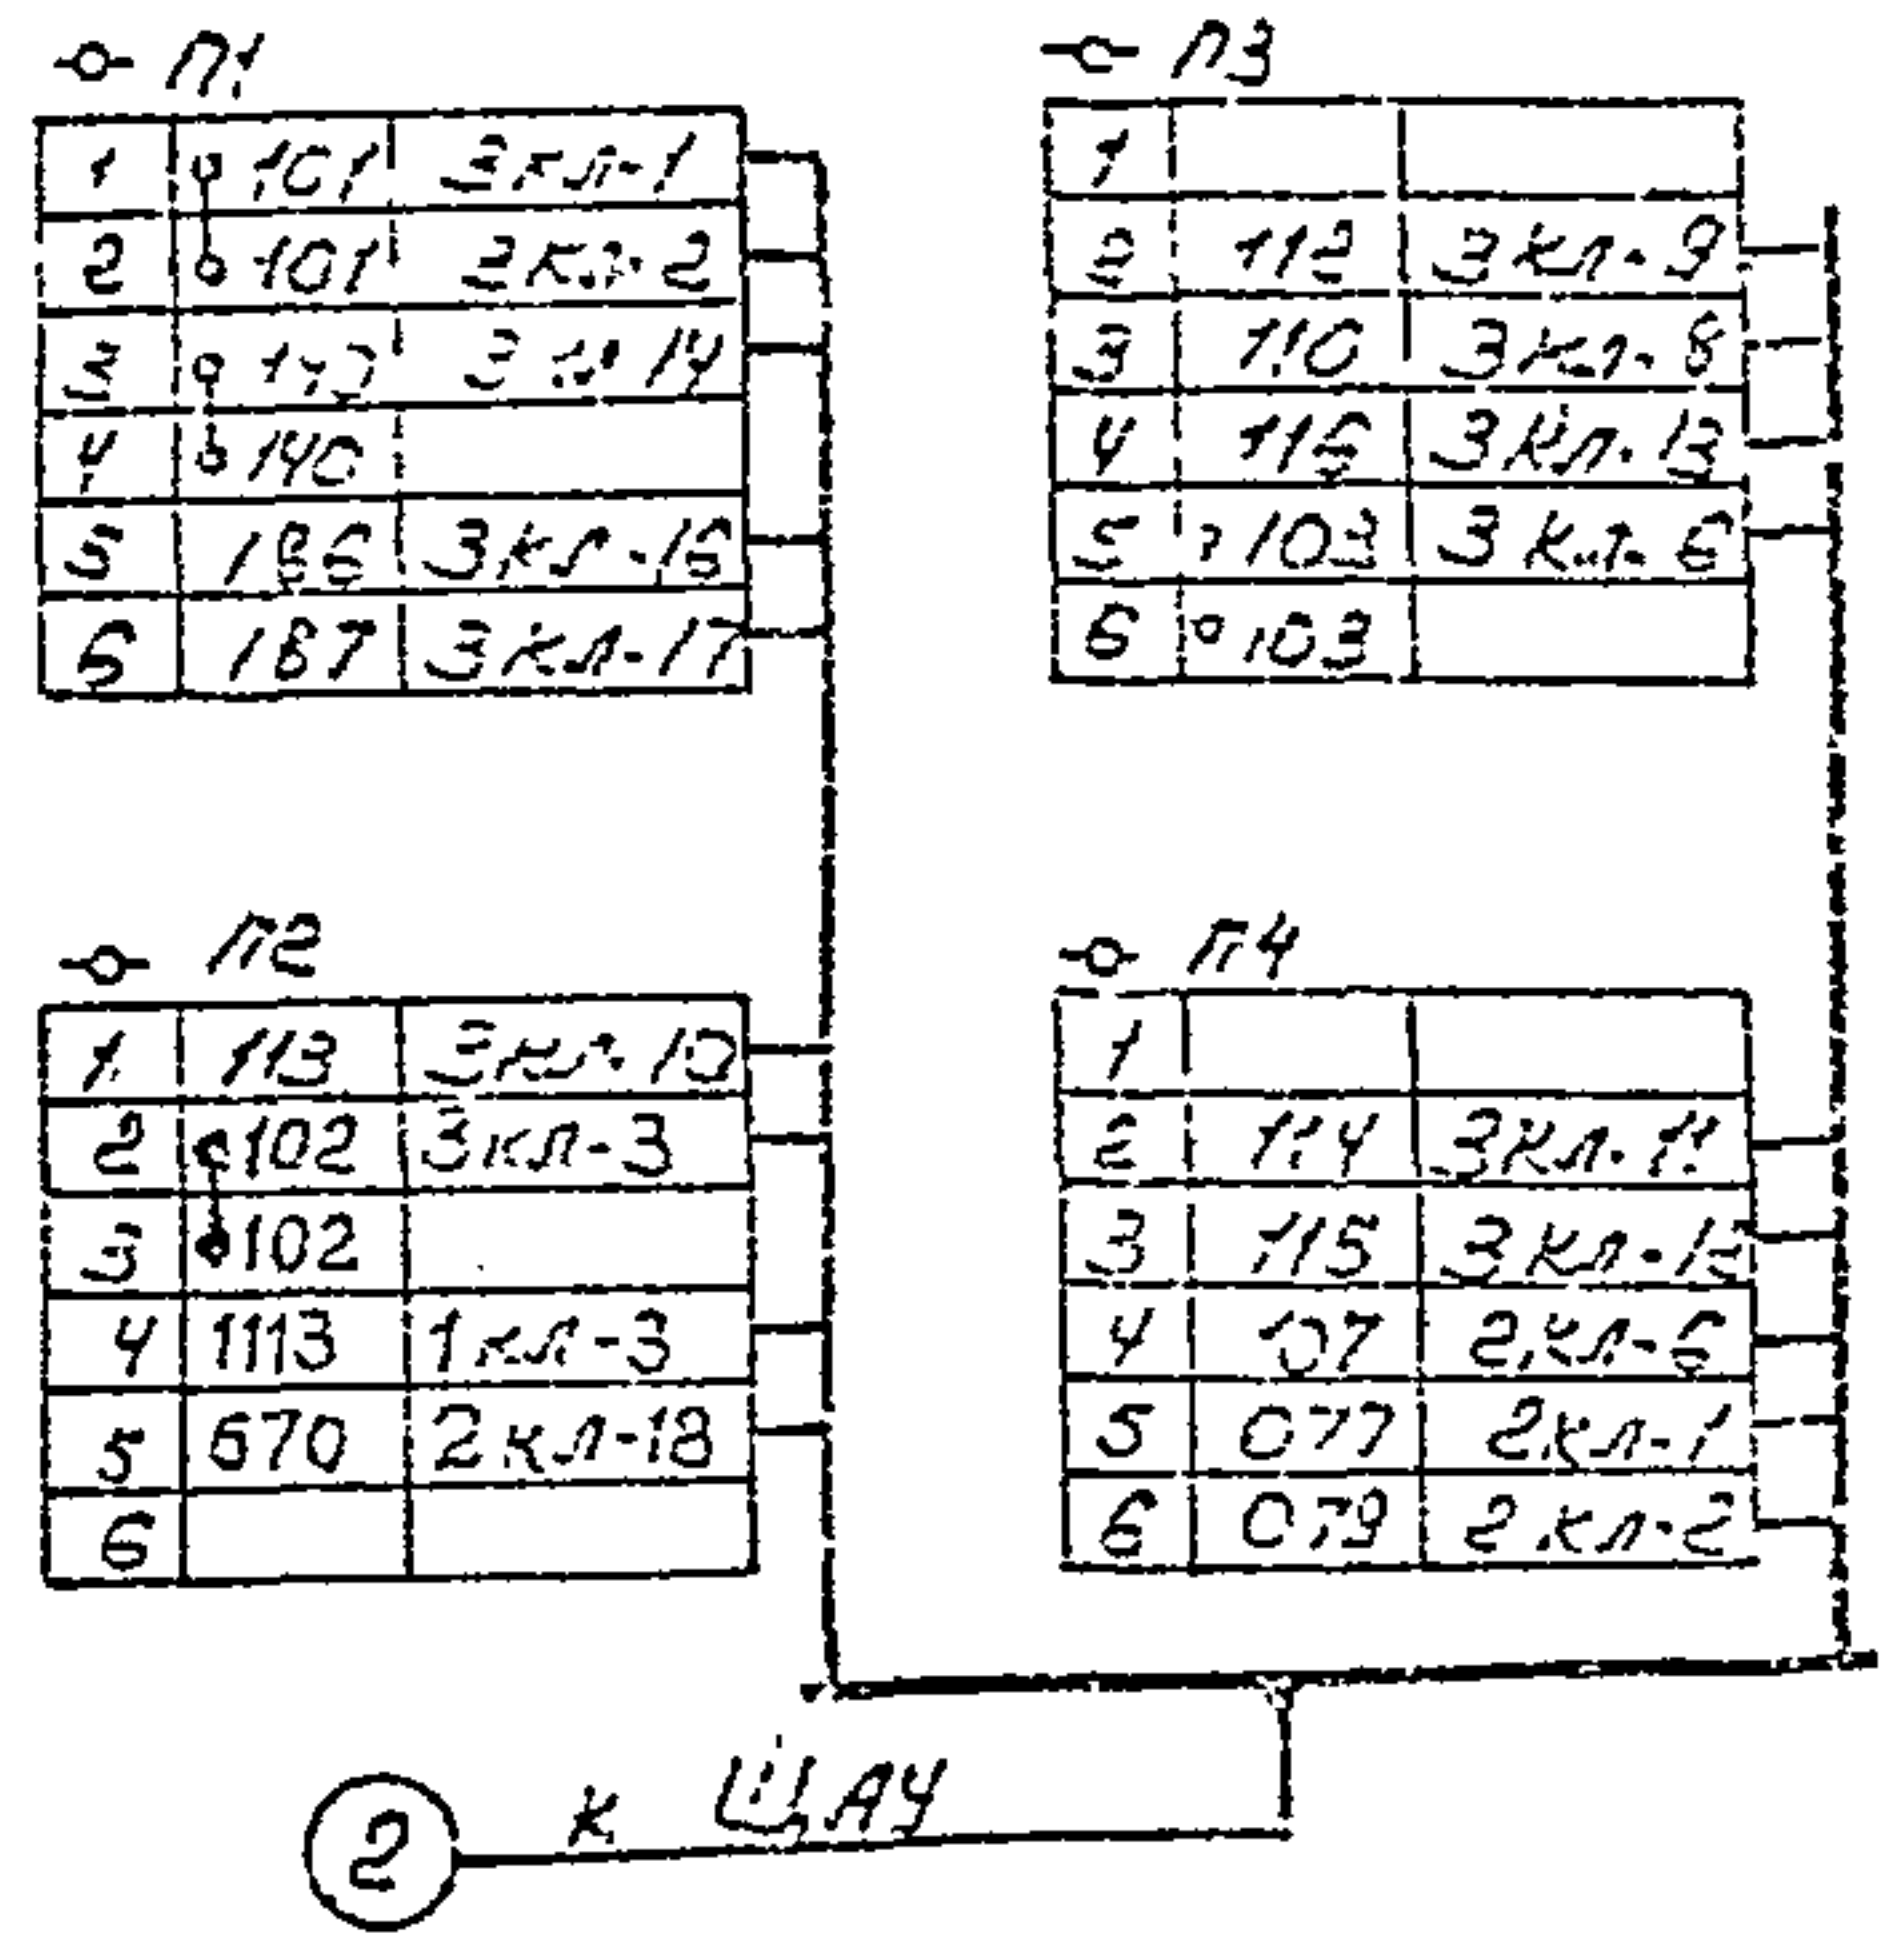 П1
1 101 3кл-1
2 101 3кл-2
3 3 14
4 140
5 186 3кл-16
6 187 3кл-17
П3
1
2 112 3кл-9
3 110 3кл-8
4 116 3кл-13
5 103 3кл-6
6 103
П2
1 113 3кл-10
2 102 3кл-3
3 102
4 1113 1кл-3
5 670 2кл-18
6
П4
1
2 114 3кл-11
3 115 3кл-12
4 107 2кл-6
5 077 2кл-1
6 079 2кл-2
2 к ЩАУ